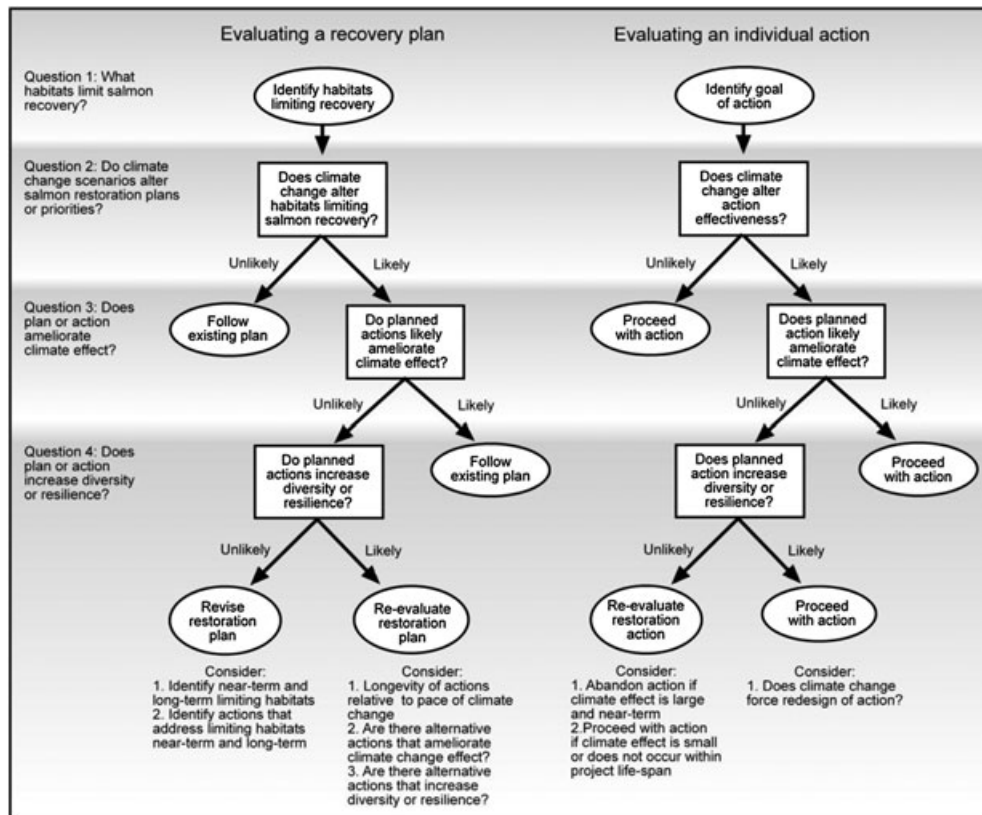 Evaluating a recovery plan
Evaluating an individual action
Question 1: What
habitats limit salmon
recovery?
Identify habitats
limiting recovery
Identify goal
of action
Question 2: Do climate
change scenarios alter
salmon restoration plans
or priorities?
Does climate
change alter
habitats limiting
salmon recovery?
Does climate
change alter
action
effectiveness?
Unlikely
Likely
Unlikely
Likely
Question 3: Does
plan or action
ameliorate
climate effect?
Follow
existing plan
Do planned
actions likely
ameliorate
climate effect?
Proceed
with action
Does planned
action likely
ameliorate
climate effect?
Unlikely
Likely
Unlikely
Likely
Question 4: Does
plan or action
increase diversity
or resilience?
Do planned
actions increase
diversity or
resilience?
Follow
existing plan
Does planned
action increase
diversity or
resilience?
Proceed
with action
Unlikely
Likely
Unlikely
Likely
Revise
restoration
plan
Re-evaluate
restoration
plan
Re-evaluate
restoration
action
Proceed
with action
Consider:
1. Identify near-term and
long-term limiting habitats
2. Identify actions that
address limiting habitats
near-term and long-term
Consider:
1. Longevity of actions
relative to pace of climate
change
2. Are there alternative
actions that ameliorate
climate change effect?
3. Are there alternative
actions that increase
diversity or resilience?
Consider:
1. Abandon action if
climate effect is large
and near-term
2.Proceed with action
if climate effect is small
or does not occur within
project life-span
Consider:
1. Does climate change
force redesign of action?